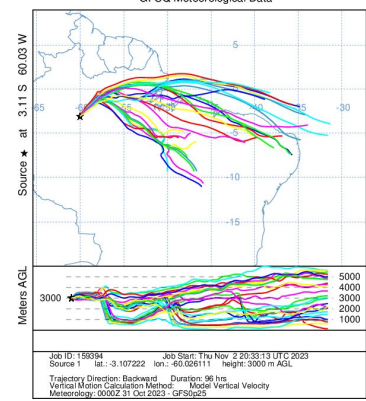 GFSQ Meteorological Data
Source ★ at 3.11 S 60.03 W
5
-65
-55
-40
-35
-30
-5
-10
-15
Meters AGL
3000
5000
4000
3000
2000
1000
Job ID: 159394 Job Start: Thu Nov 2 20:33:13 UTC 2023
Source 1 lat.: -3.107222 lon.: -60.026111 height: 3000 m AGL
Trajectory Direction: Backward Duration: 96 hrs
Vertical Motion Calculation Method: Model Vertical Velocity
Meteorology: 0000Z 31 Oct 2023 - GFS0p25